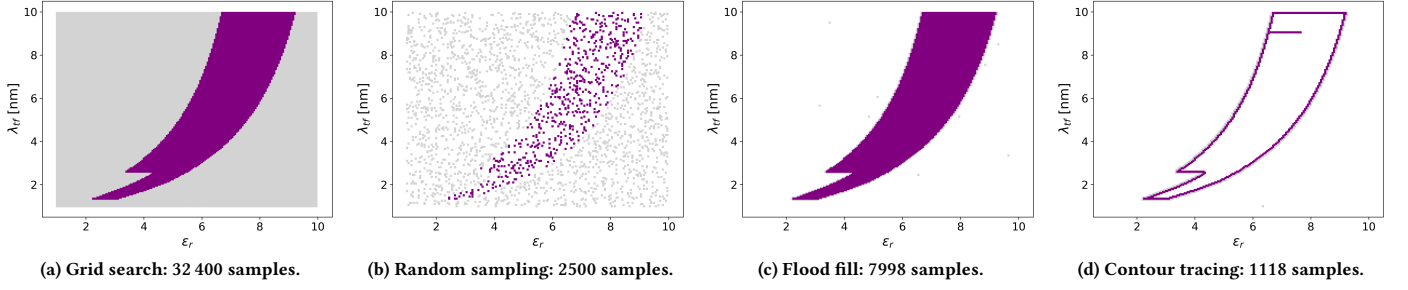 10
8
6
4
2
λtf [nm]
2 4 6 8 10
εr
(a) Grid search: 32 400 samples.
10
8
6
4
2
λtf [nm]
2 4 6 8 10
εr
(b) Random sampling: 2500 samples.
10
8
6
4
2
λtf [nm]
2 4 6 8 10
εr
(c) Flood fill: 7998 samples.
10
8
6
4
2
λtf [nm]
2 4 6 8 10
εr
(d) Contour tracing: 1118 samples.